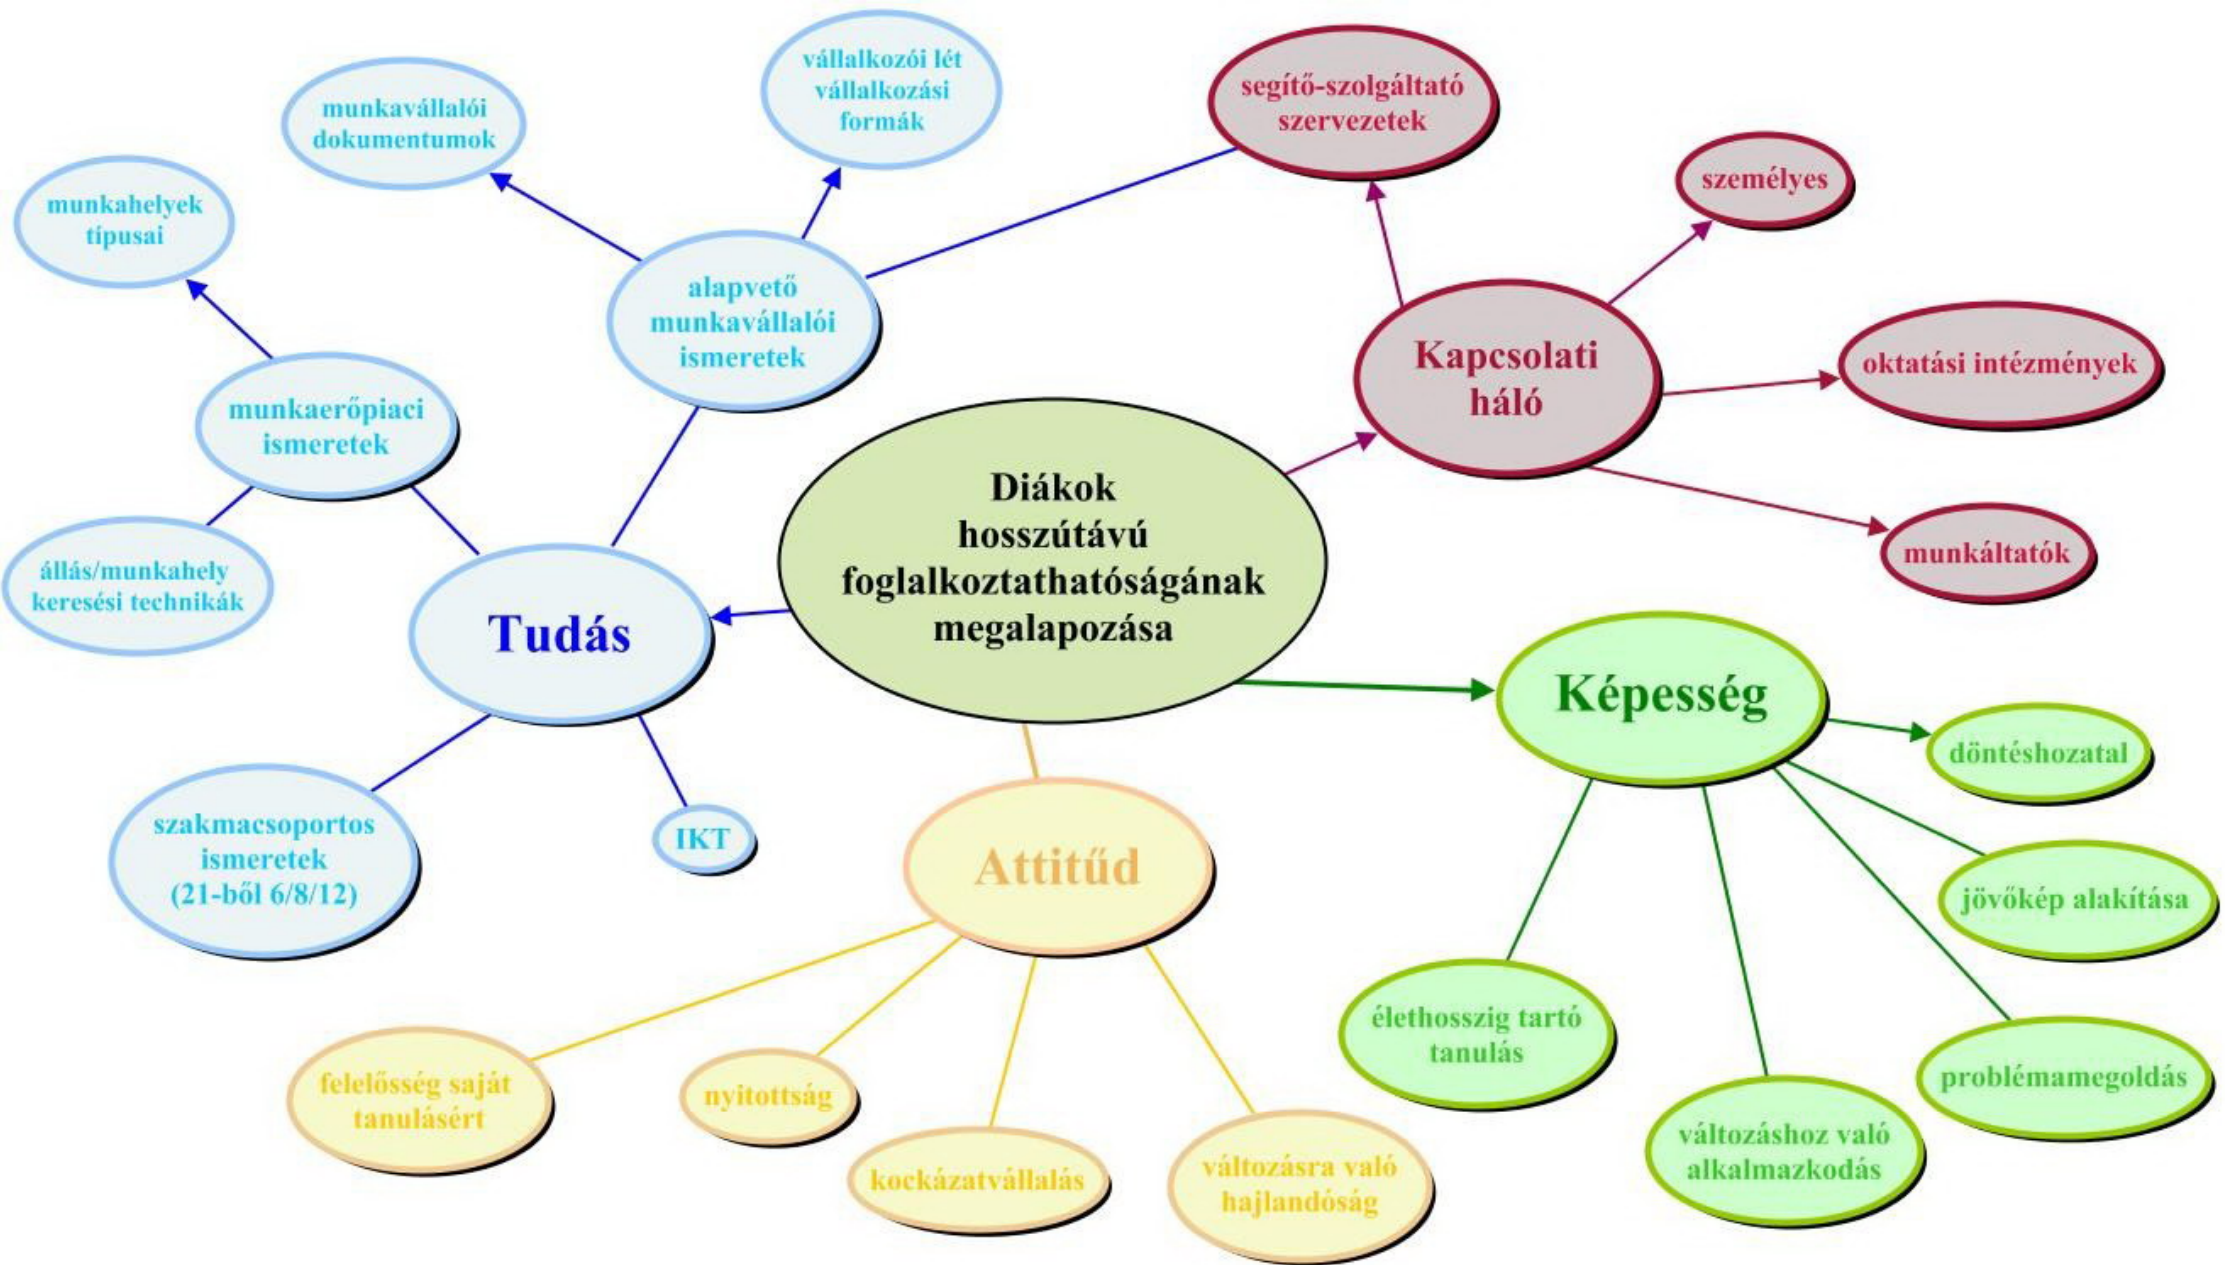 vállalkozói lét
vállalkozási
formák
munkavállalói
dokumentumok
segítő-szolgáltató
szervezetek
személyes
munkahelyek
típusai
alapvető
munkavállalói
ismeretek
Kapcsolati
háló
oktatási intézmények
munkaerőpiaci
ismeretek
Diákok
hosszútávú
foglalkoztathatóságának
megalapozása
munkáltatók
állás/munkahely
keresési technikák
Tudás
Képesség
döntéshozatal
szakmacsoportos
ismeretek
(21-ből 6/8/12)
IKT
Attitűd
jövőkép alakítása
élethosszig tartó
tanulás
problémamegoldás
felelősség saját
tanulásért
nyitottság
kockázatvállalás
változásra való
hajlandóság
változáshoz való
alkalmazkodás